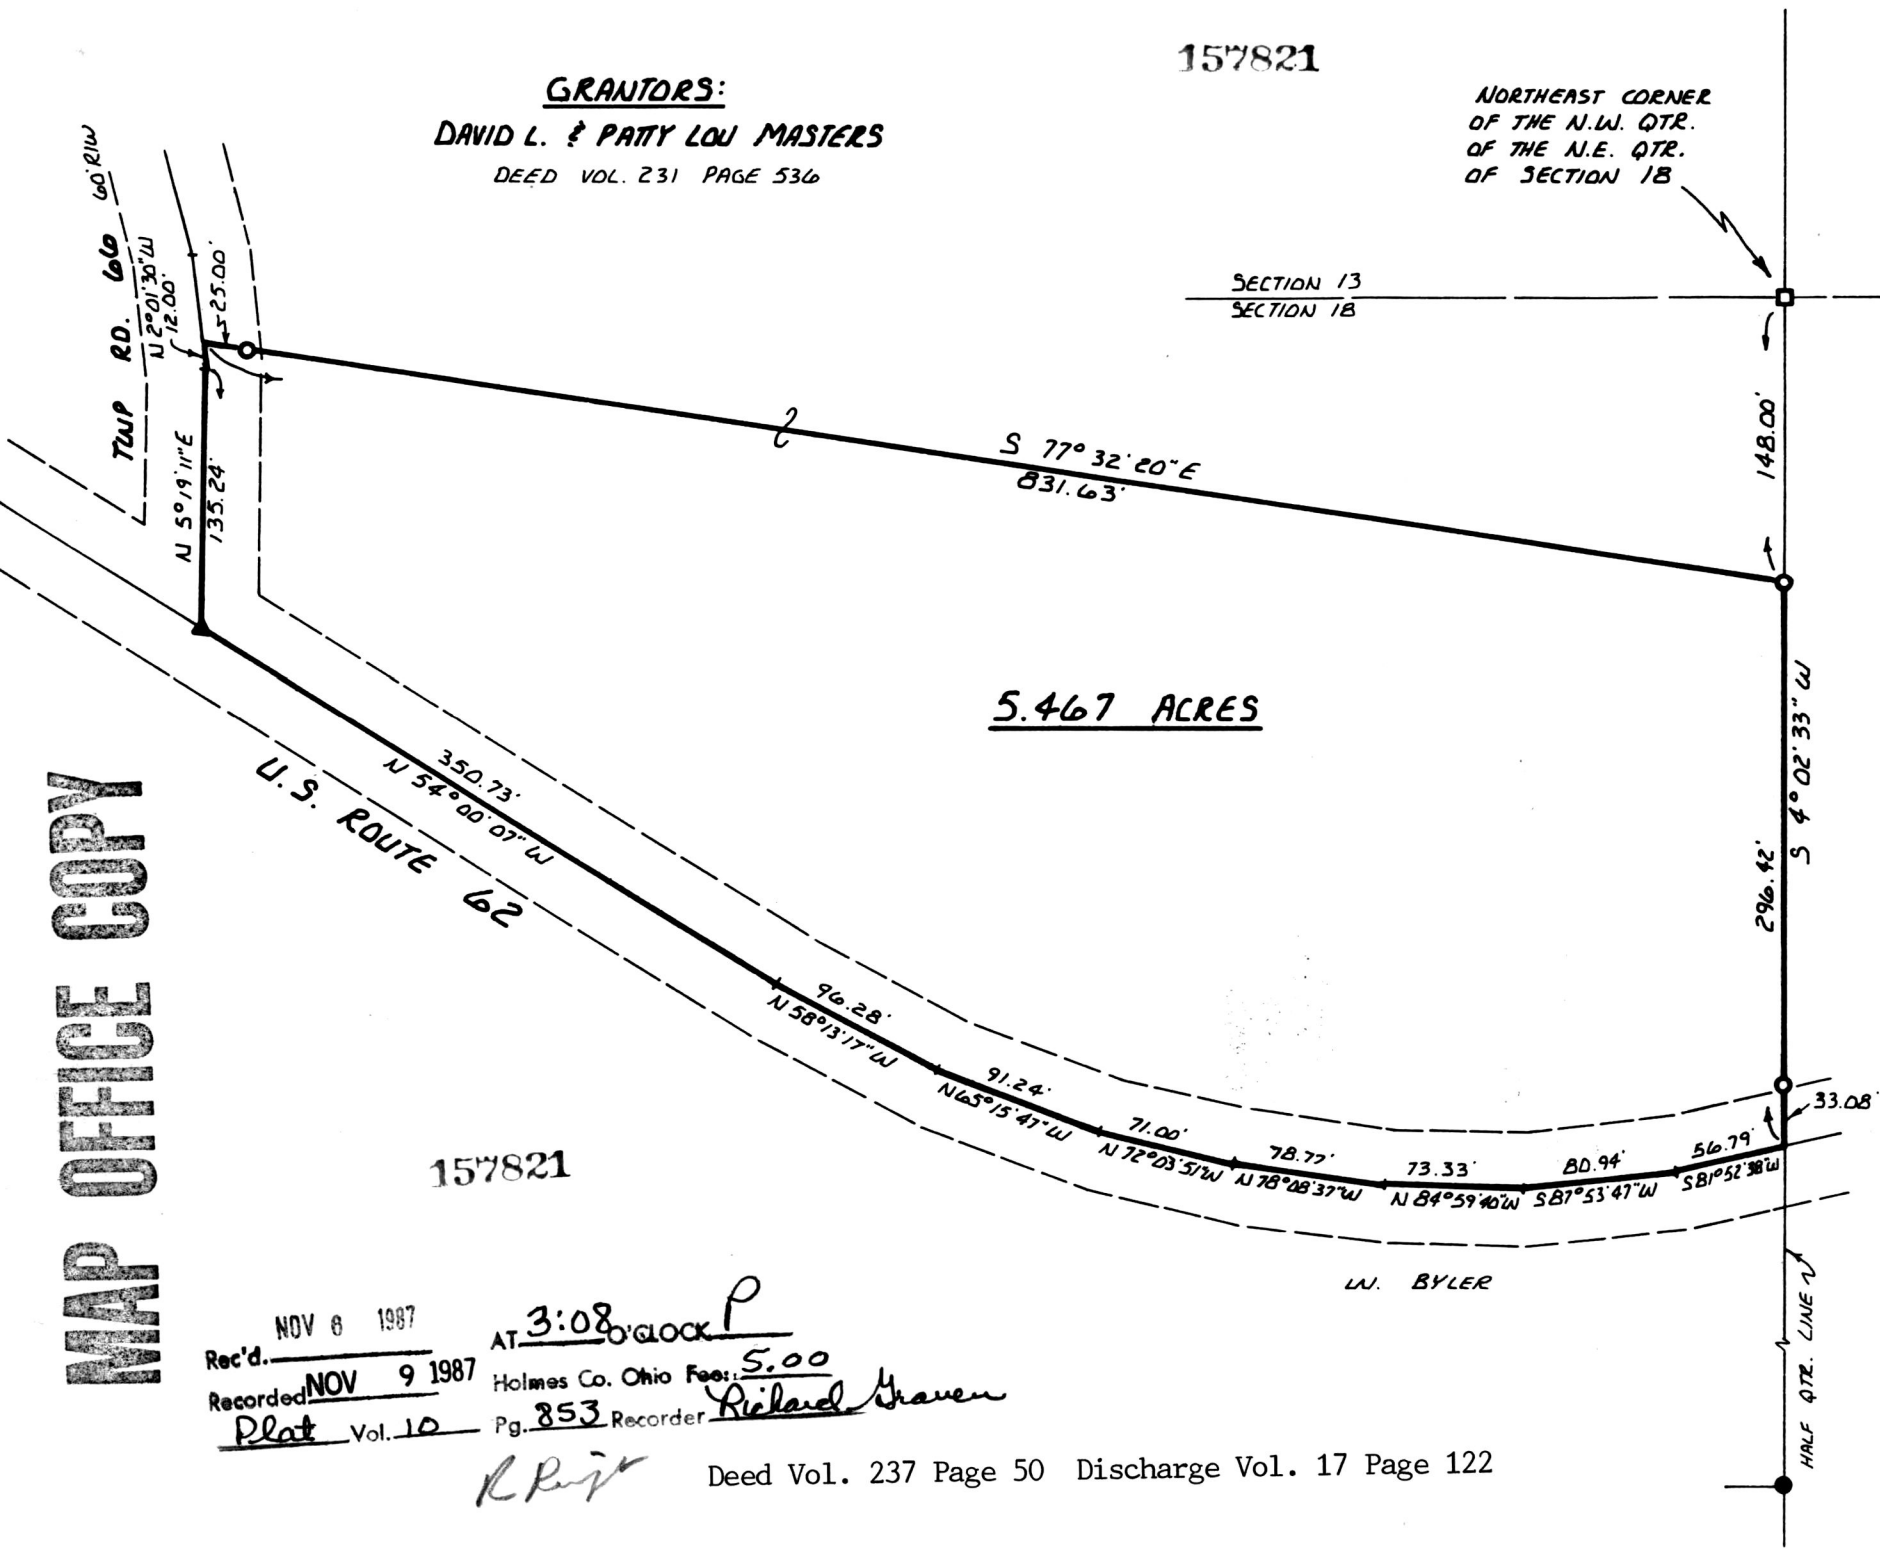 157821
GRANTORS:
DAVID L. & PATTY LOU MASTERS
DEED VOL. 231 PAGE 536
NORTHEAST CORNER
OF THE N.W. QTR.
OF THE N.E. QTR.
OF SECTION 18
SECTION 13
SECTION 18
TWP RD. 66 60' R/W
N 2° 01' 30" W
12.00'
25.00'
N 5° 19' 11" E
135.24'
S 77° 32' 20" E
831.63'
148.00'
5.467 ACRES
S 4° 02' 33" W
296.42'
33.08'
350.73'
N 54° 00' 07" W
U.S. ROUTE 62
96.28'
N 58° 13' 17" W
91.24'
N 65° 15' 47" W
71.00'
N 72° 03' 51" W
78.77'
N 78° 08' 37" W
73.33'
N 84° 59' 40" W
80.94'
S 87° 53' 47" W
56.79'
S 81° 52' 38" W
W. BYLER
HALF QTR. LINE
MAP OFFICE COPY
157821
Rec'd. NOV 6 1987 AT 3:08 O'CLOCK P
Recorded NOV 9 1987 Holmes Co. Ohio Fee: 5.00
Plat Vol. 10 Pg. 853 Recorder Richard Graven
Deed Vol. 237 Page 50 Discharge Vol. 17 Page 122